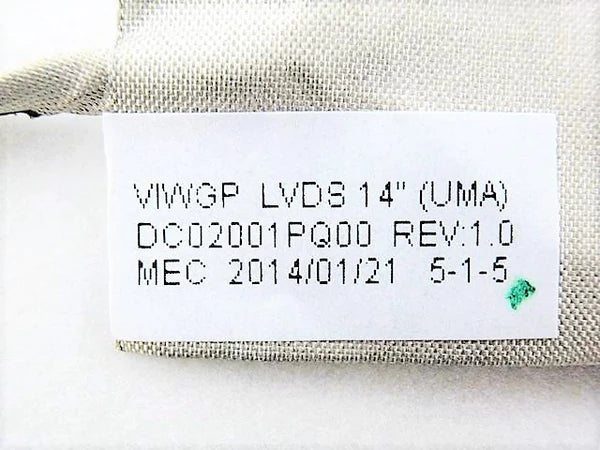 VIWGP LVDS 14" (UMA)
DC02001PQ00 REV:1.0
MEC 2014/01/21 5-1-5